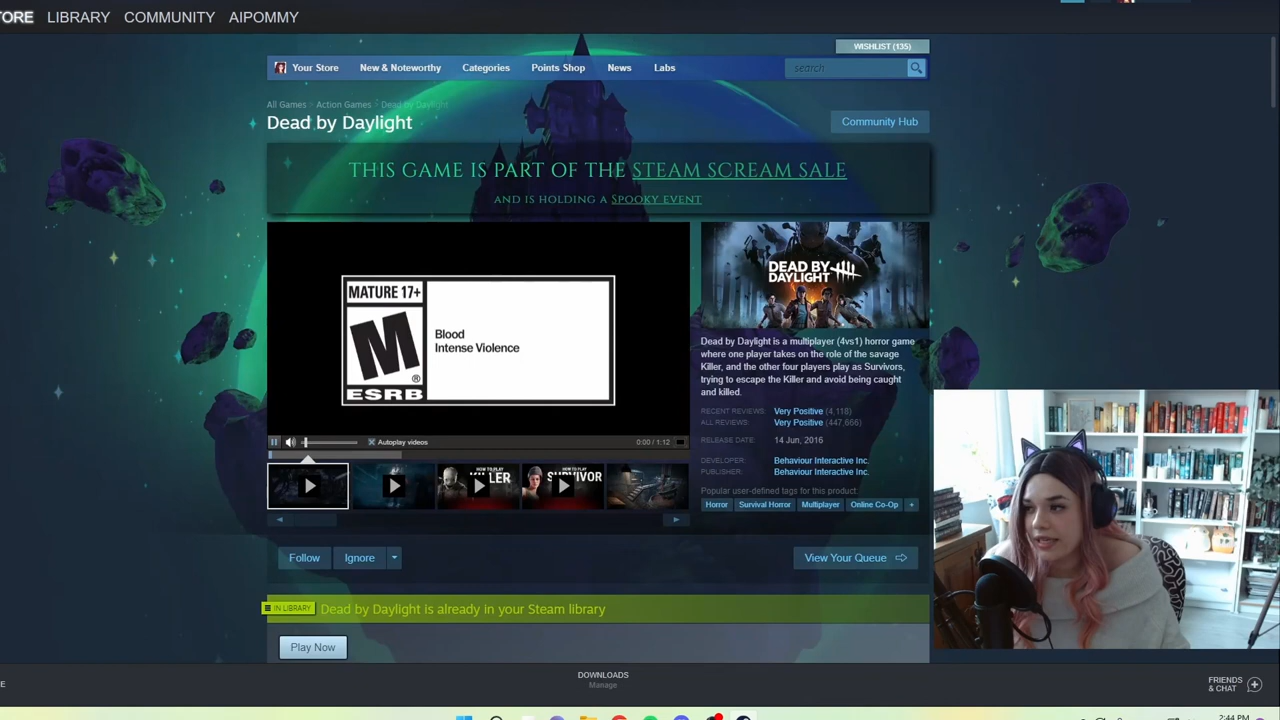 TORE LIBRARY COMMUNITY AIPOMMY
WISHLIST (135)
Your Store New & Noteworthy Categories Points Shop News Labs search
All Games > Action Games > Dead by Daylight
Dead by Daylight
Community Hub
THIS GAME IS PART OF THE STEAM SCREAM SALE
AND IS HOLDING A SPOOKY EVENT
MATURE 17+
M
®
ESRB
Blood
Intense Violence
DEAD BY
DAYLIGHT
Dead by Daylight is a multiplayer (4vs1) horror game
where one player takes on the role of the savage
Killer, and the other four players play as Survivors,
trying to escape the Killer and avoid being caught
and killed.
RECENT REVIEWS: Very Positive (4,118)
ALL REVIEWS: Very Positive (447,666)
RELEASE DATE: 14 Jun, 2016
DEVELOPER: Behaviour Interactive Inc.
PUBLISHER: Behaviour Interactive Inc.
Popular user-defined tags for this product:
Horror Survival Horror Multiplayer Online Co-Op +
Autoplay videos 0:00 / 1:12
HOW TO PLAY
KILLER
HOW TO PLAY
SURVIVOR
Follow Ignore View Your Queue
IN LIBRARY Dead by Daylight is already in your Steam library
Play Now
E
DOWNLOADS
Manage
FRIENDS
& CHAT
2:44 PM